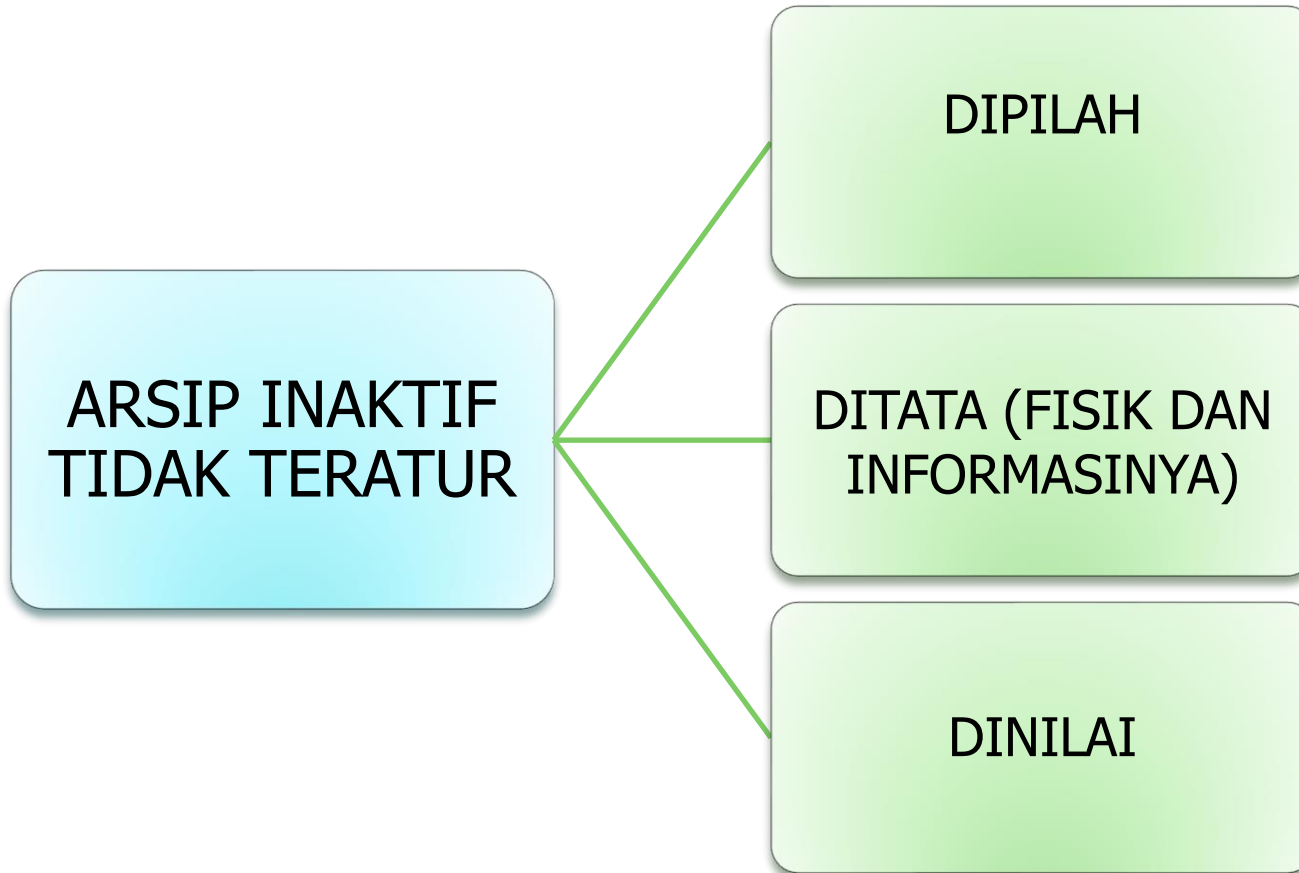 ARSIP INAKTIF
TIDAK TERATUR
DIPILAH
DITATA (FISIK DAN
INFORMASINYA)
DINILAI